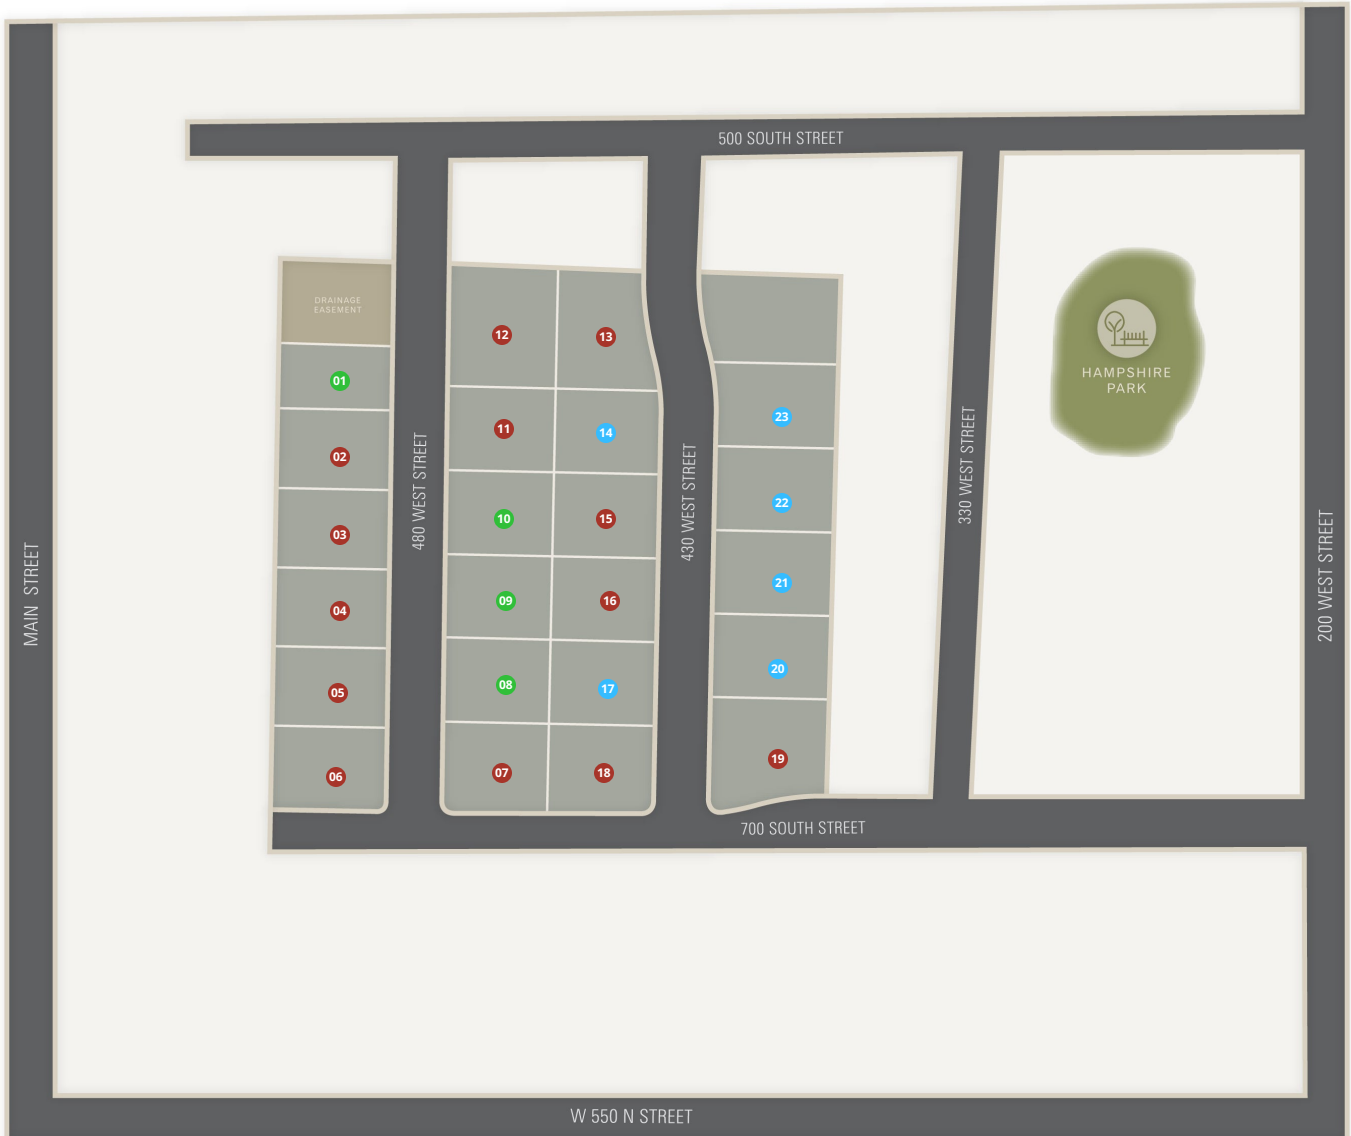 500 SOUTH STREET
DRAINAGE
EASEMENT
12
13
HAMPSHIRE
PARK
01
23
11
14
02
480 WEST STREET
430 WEST STREET
330 WEST STREET
22
10
15
03
MAIN STREET
200 WEST STREET
21
09
16
04
20
08
17
05
19
07
18
06
700 SOUTH STREET
W 550 N STREET